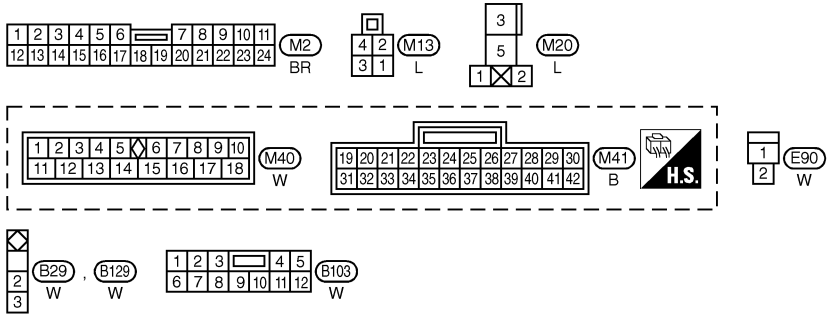 1 2 3 4 5 6 7 8 9 10 11
12 13 14 15 16 17 18 19 20 21 22 23 24
M2
BR
4 2
3 1
M13
L
3
5
1 2
M20
L
1 2 3 4 5 6 7 8 9 10
11 12 13 14 15 16 17 18
M40
W
19 20 21 22 23 24 25 26 27 28 29 30
31 32 33 34 35 36 37 38 39 40 41 42
M41
B
H.S.
1
2
E90
W
2
3
B29 , B129
W W
1 2 3 4 5
6 7 8 9 10 11 12
B103
W